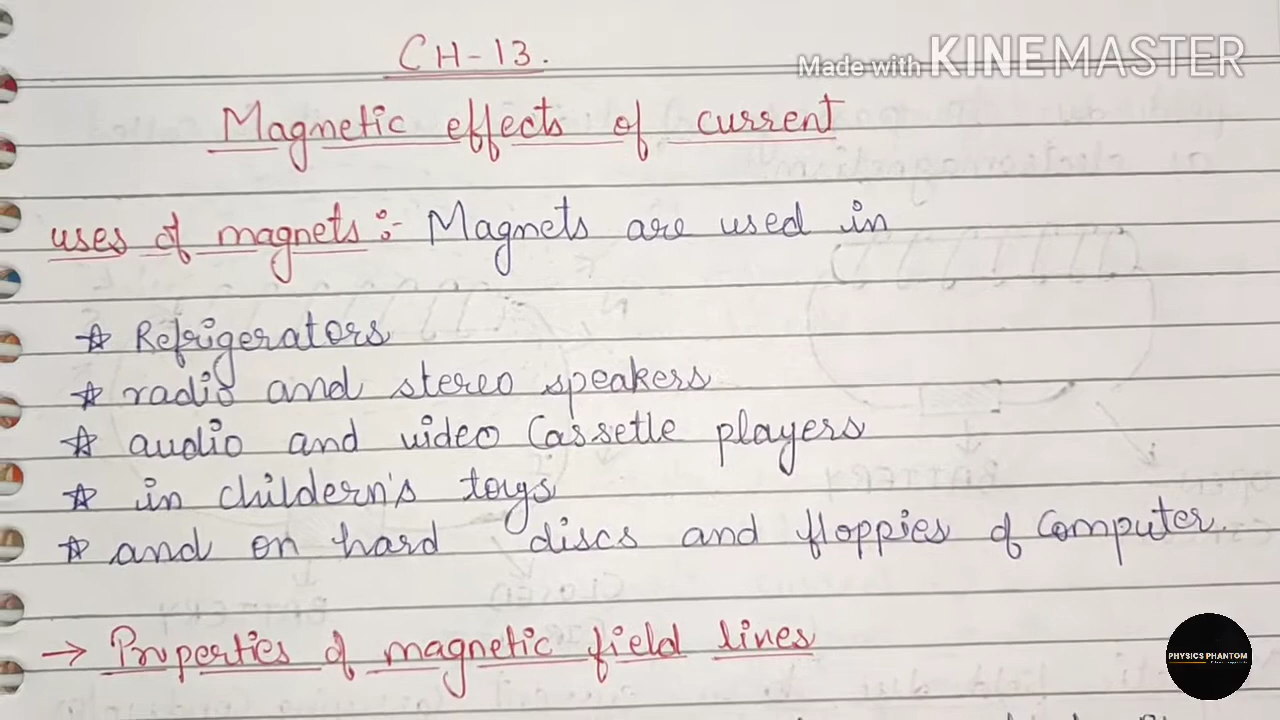 CH-13.
Made with KINEMASTER
Magnetic effects of current
uses of magnets :- Magnets are used in
☆ Refrigerators
☆ radio and stereo speakers
☆ audio and video Cassette players
☆ in childern's toys
☆ and on hard discs and floppies of Computer.
→ Properties of magnetic field lines
PHYSICS PHANTOM